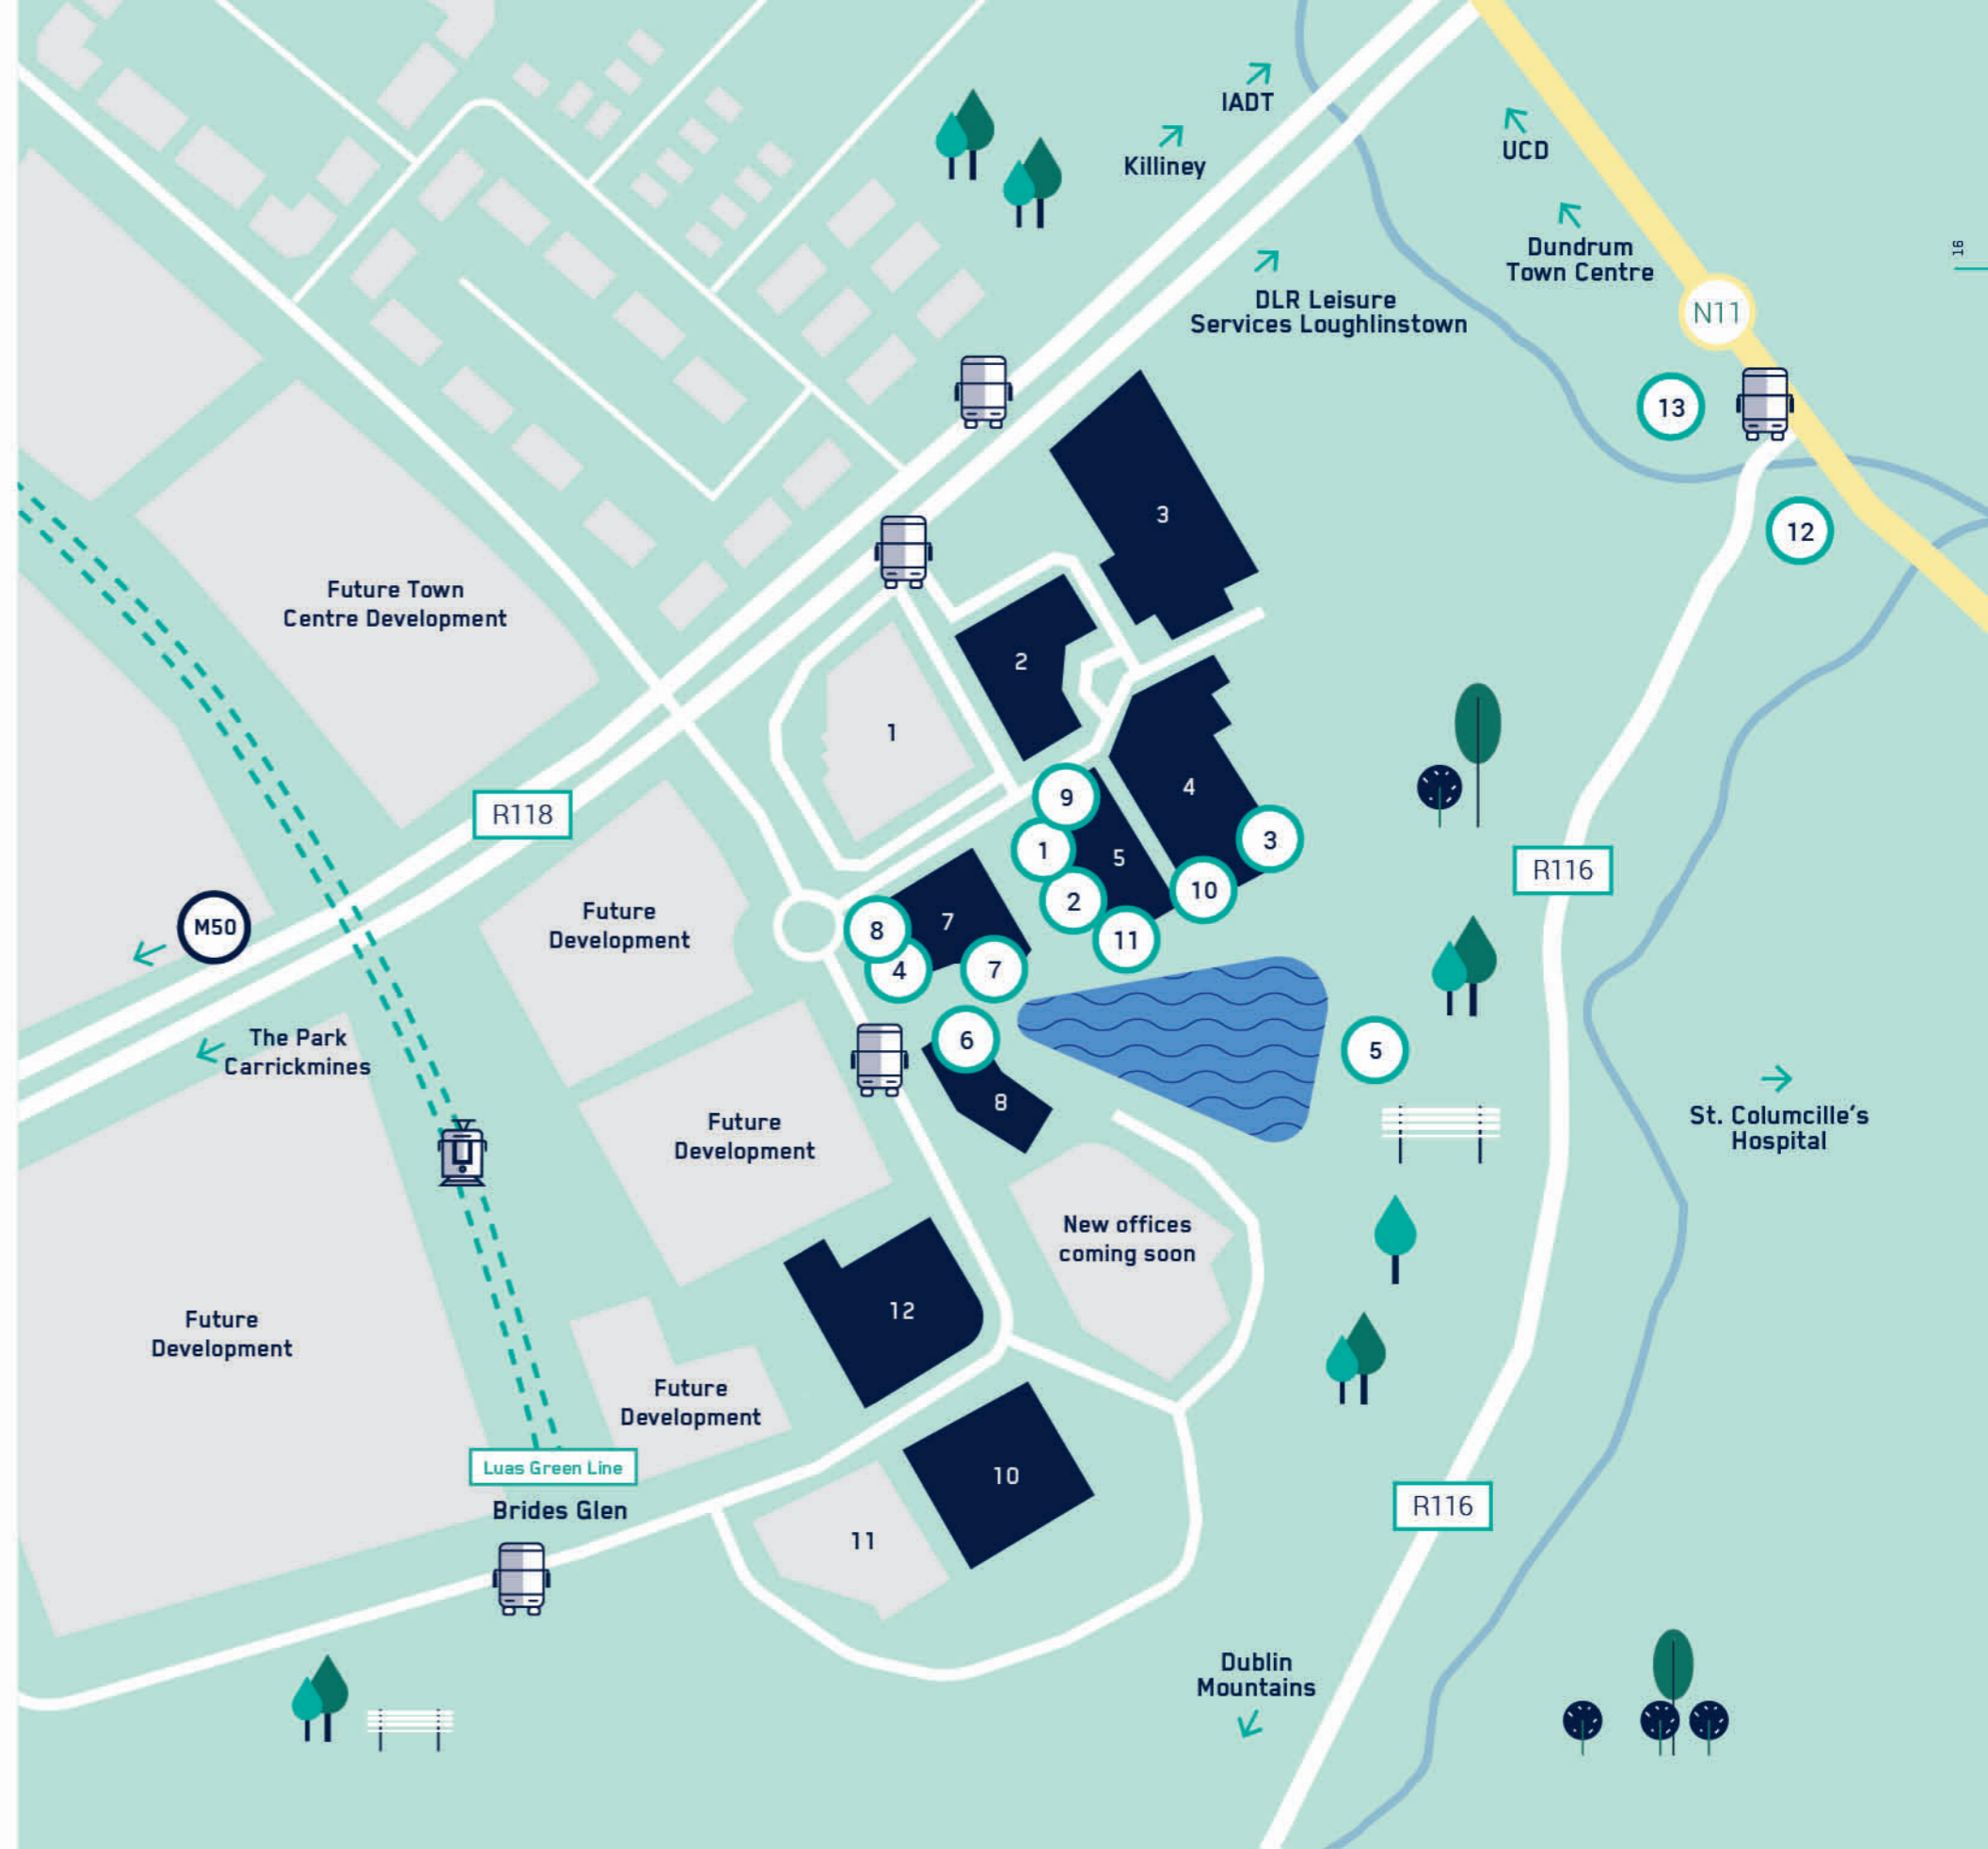 IADT
Killiney
UCD
Dundrum
Town Centre
16
DLR Leisure
Services Loughlinstown
N11
13
12
3
Future Town
Centre Development
2
1
4
R118
9
1
5
2
3
10
11
R116
M50
Future
Development
7
8
4
7
The Park
Carrickmines
6
5
8
Future
Development
St. Columcille's
Hospital
New offices
coming soon
12
Future
Development
Future
Development
Luas Green Line
Brides Glen
10
11
R116
Dublin
Mountains